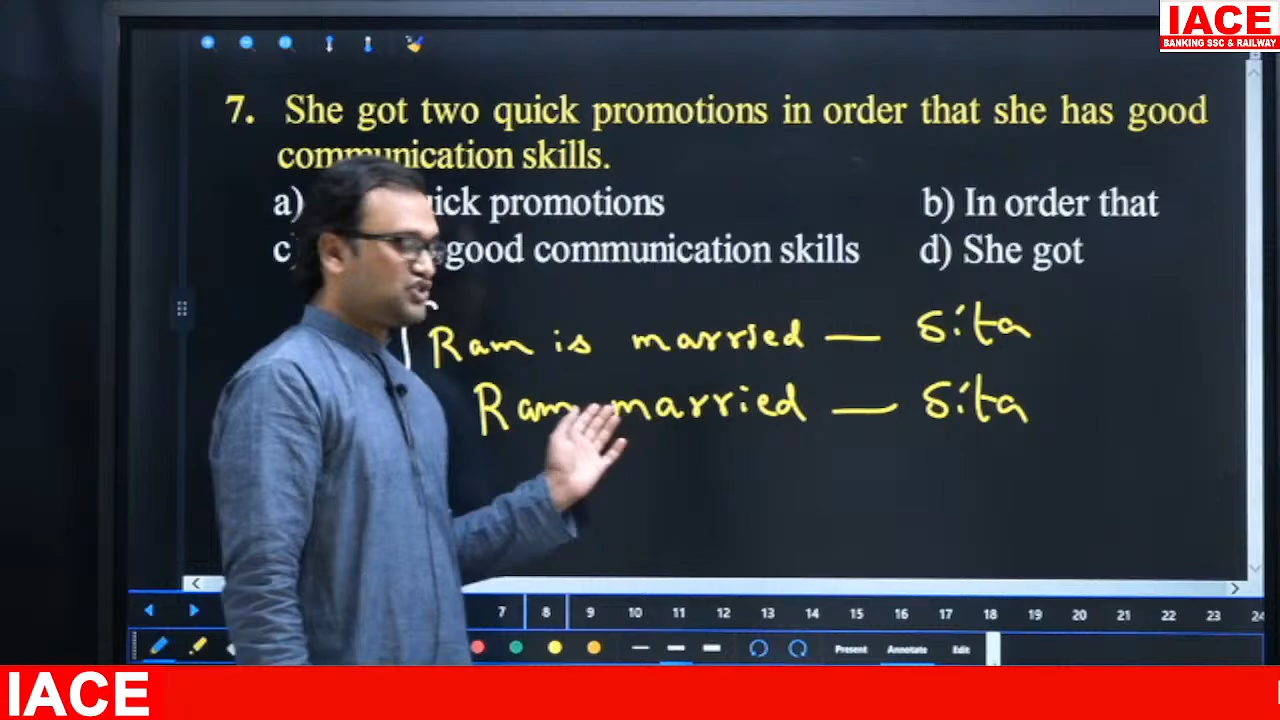 IACE
BANKING SSC & RAILWAY
7. She got two quick promotions in order that she has good
communication skills.
a) quick promotions b) In order that
c) good communication skills d) She got
Ram is married — Sita
Ram married — Sita
7 8 9 10 11 12 13 14 15 16 17 18 19 20 21 22 23 24
Present Annotate Edit
IACE